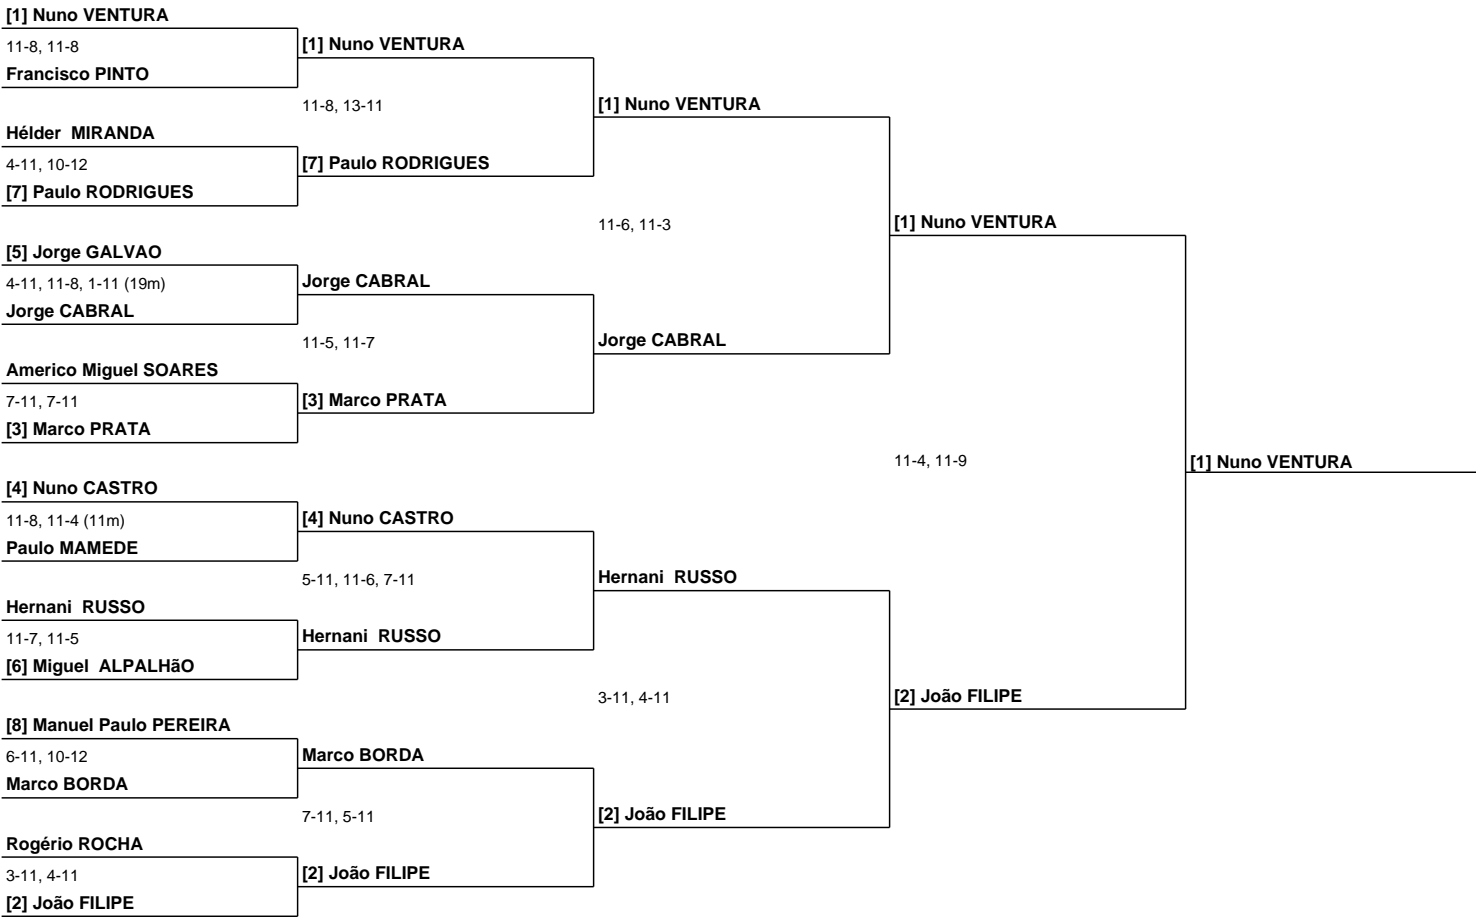 [1] Nuno VENTURA
11-8, 11-8
Francisco PINTO
Hélder  MIRANDA
4-11, 10-12
[7] Paulo RODRIGUES
[5] Jorge GALVAO
4-11, 11-8, 1-11 (19m)
Jorge CABRAL
Americo Miguel SOARES
7-11, 7-11
[3] Marco PRATA
[4] Nuno CASTRO
11-8, 11-4 (11m)
Paulo MAMEDE
Hernani  RUSSO
11-7, 11-5
[6] Miguel  ALPALHãO
[8] Manuel Paulo PEREIRA
6-11, 10-12
Marco BORDA
Rogério ROCHA
3-11, 4-11
[2] João FILIPE
[1] Nuno VENTURA
11-8, 13-11
[7] Paulo RODRIGUES
Jorge CABRAL
11-5, 11-7
[3] Marco PRATA
[4] Nuno CASTRO
5-11, 11-6, 7-11
Hernani  RUSSO
Marco BORDA
7-11, 5-11
[2] João FILIPE
[1] Nuno VENTURA
11-6, 11-3
Jorge CABRAL
Hernani  RUSSO
3-11, 4-11
[2] João FILIPE
[1] Nuno VENTURA
11-4, 11-9
[2] João FILIPE
[1] Nuno VENTURA